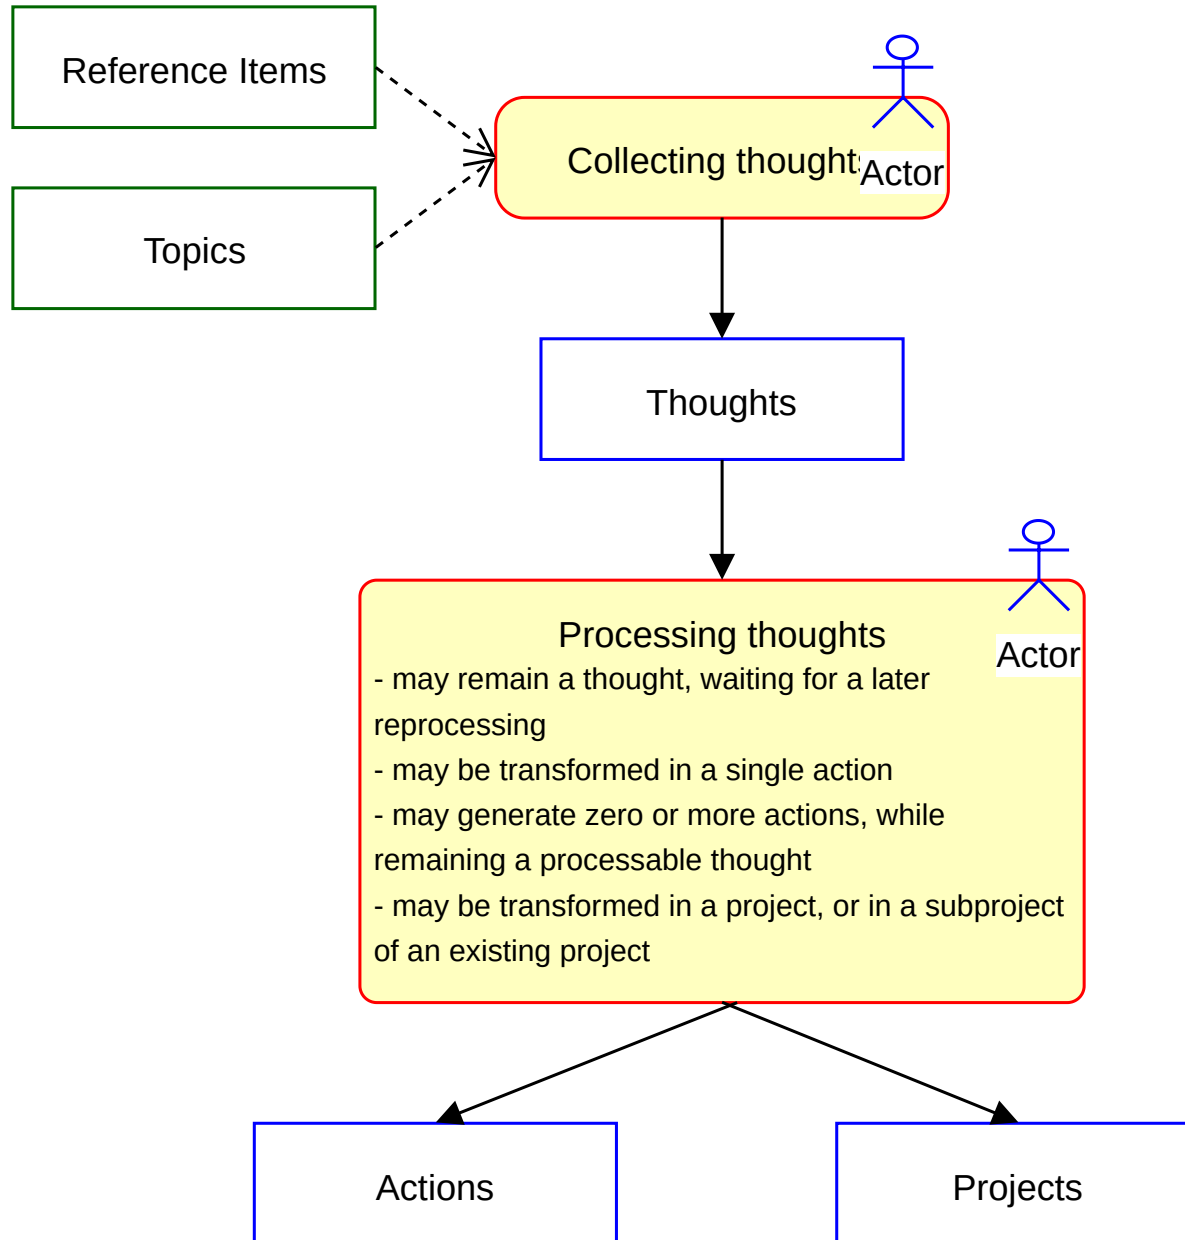 Reference Items
Collecting thoughts
Actor
Topics
Thoughts
Processing thoughts
Actor
- may remain a thought, waiting for a later
reprocessing
- may be transformed in a single action
- may generate zero or more actions, while
remaining a processable thought
- may be transformed in a project, or in a subproject
of an existing project
Actions
Projects